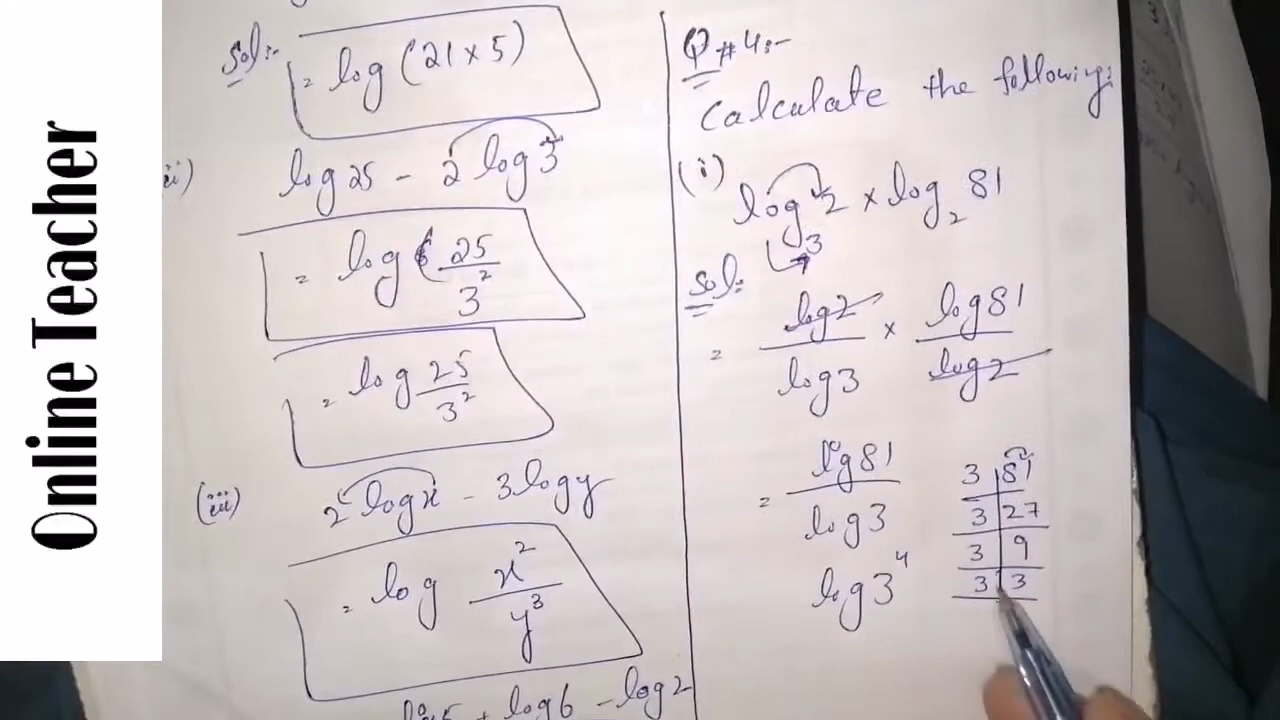 Online Teacher
Sol:-
= log (21 × 5)
ii) log 25 - 2 log 3
= log ( 25 / 3²
= log 25 / 3²
(iii) 2 log x - 3 log y
= log x² / y³
log 5 + log 6 - log 2
Q #4:-
Calculate the following:
(i) log 2 × log₂ 81
3
Sol:
= log 2 / log 3 × log 81 / log 2
= log 81 / log 3
log 3⁴
3 | 81
3 | 27
3 | 9
3 | 3